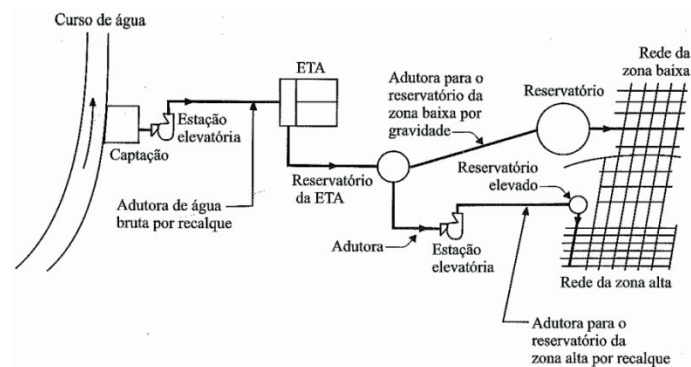 Curso de água
ETA
Captação
Estação
elevatória
Adutora de água
bruta por recalque
Reservatório
da ETA
Adutora para o
reservatório da
zona baixa por
gravidade
Reservatório
Rede da
zona baixa
Reservatório
elevado
Adutora
Estação
elevatória
Rede da zona alta
Adutora para o
reservatório da
zona alta por recalque